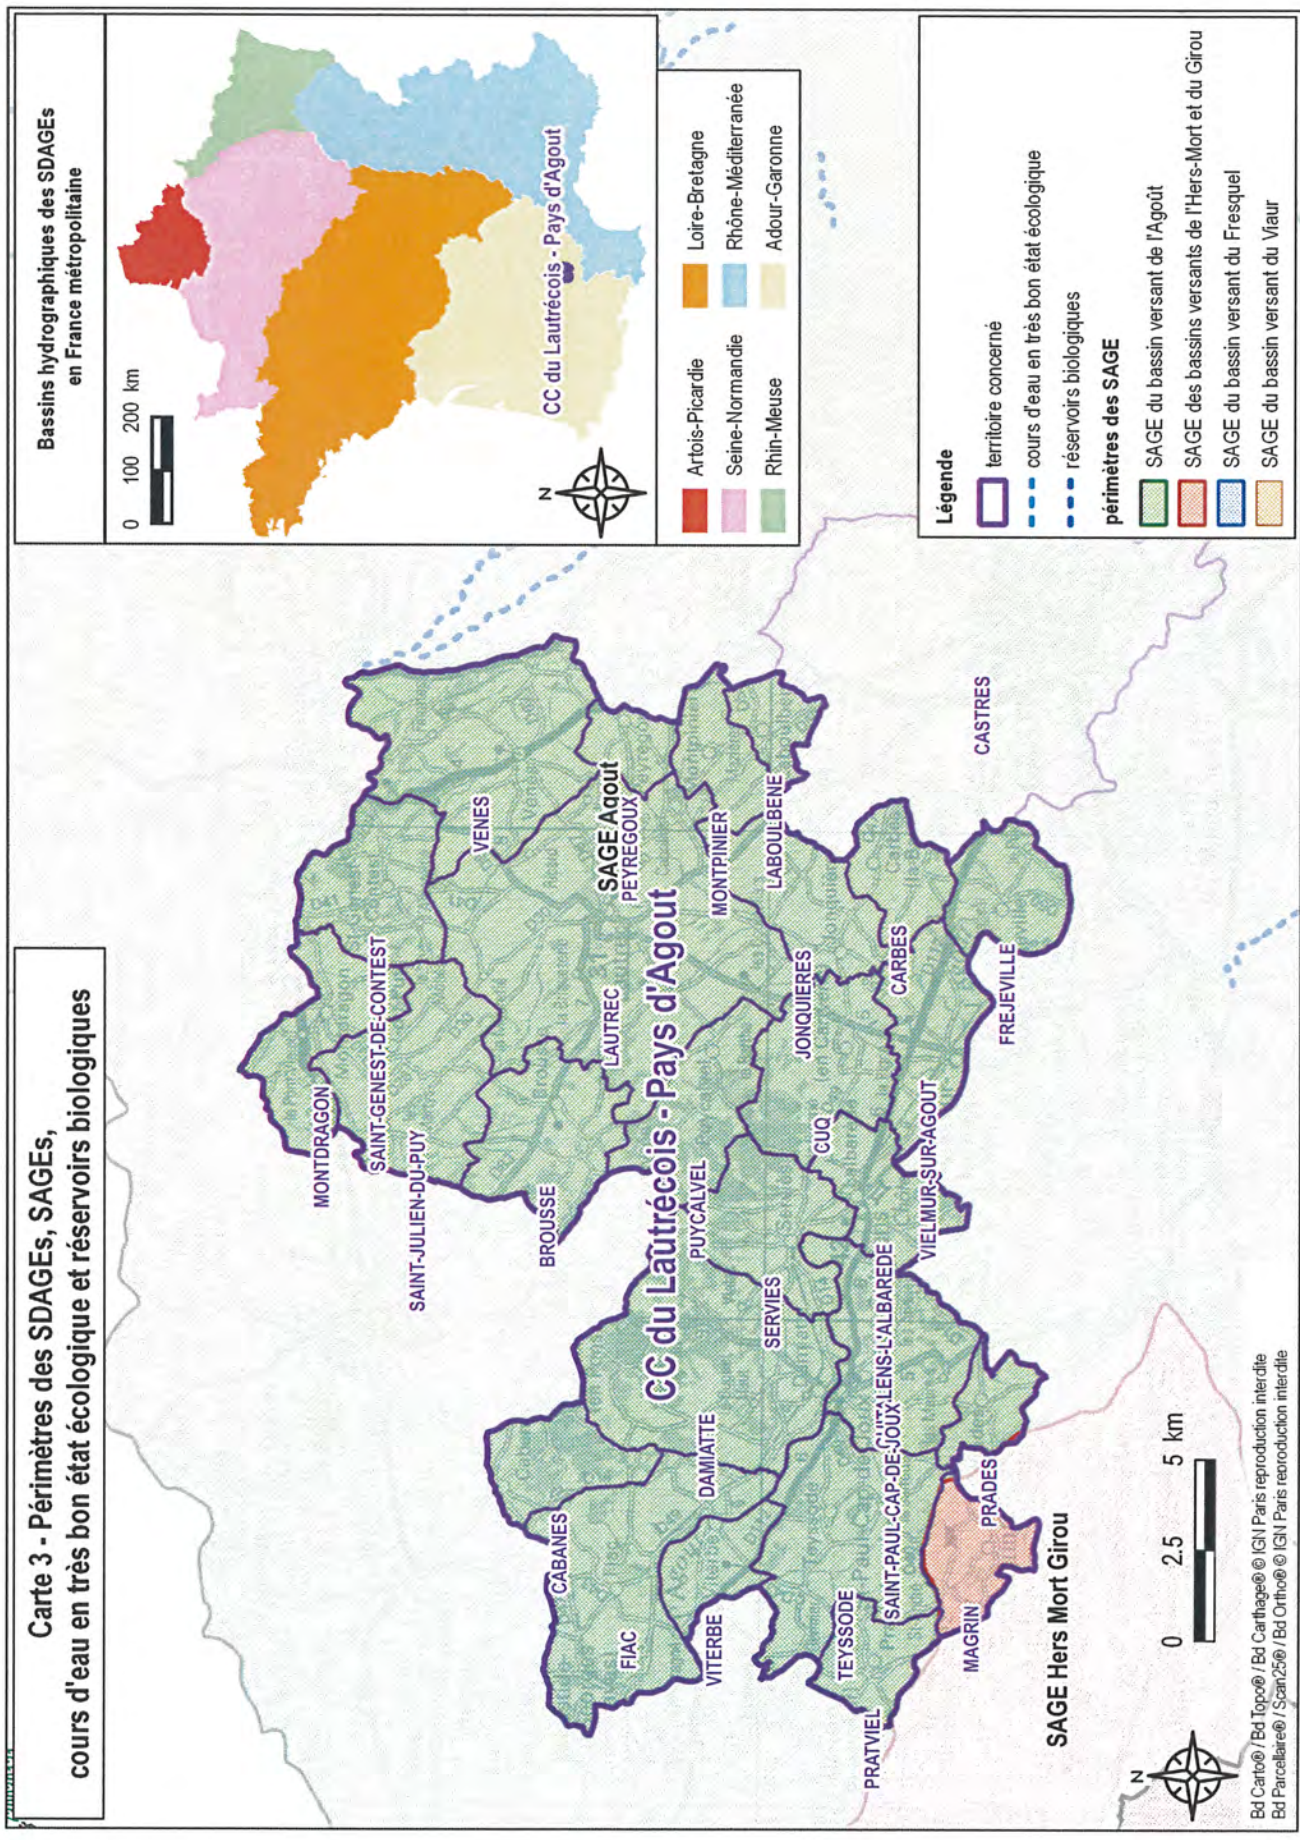 Carte 3 - Périmètres des SDAGEs, SAGEs,
cours d'eau en très bon état écologique et réservoirs biologiques
Bassins hydrographiques des SDAGEs
en France métropolitaine
0 100 200 km
N
CC du Lautrécois - Pays d'Agout
Artois-Picardie
Seine-Normandie
Rhin-Meuse
Loire-Bretagne
Rhône-Méditerranée
Adour-Garonne
Légende
territoire concerné
cours d'eau en très bon état écologique
réservoirs biologiques
périmètres des SAGE
SAGE du bassin versant de l'Agoût
SAGE des bassins versants de l'Hers-Mort et du Girou
SAGE du bassin versant du Fresquel
SAGE du bassin versant du Viaur
MONTDRAGON
SAINT-GENEST-DE-CONTEST
SAINT-JULIEN-DU-PUY
VENES
BROUSSE
LAUTREC
SAGE Agout
PEYREGOUX
CC du Lautrécois - Pays d'Agout
MONTPINIER
LABOULBENE
PUYCALVEL
JONQUIERES
CUQ
CARBES
CASTRES
FREJEVILLE
VIELMUR-SUR-AGOUT
SERVIES
GUITALENS-L'ALBAREDE
CABANES
DAMIATTE
FIAC
VITERBE
TEYSSODE
SAINT-PAUL-CAP-DE-JOUX
PRATVIEL
MAGRIN
PRADES
SAGE Hers Mort Girou
0 2.5 5 km
N
Bd Carto® / Bd Topo® / Bd Carthage® © IGN Paris reproduction interdite
Bd Parcellaire® / Scan25® / Bd Ortho® © IGN Paris reproduction interdite